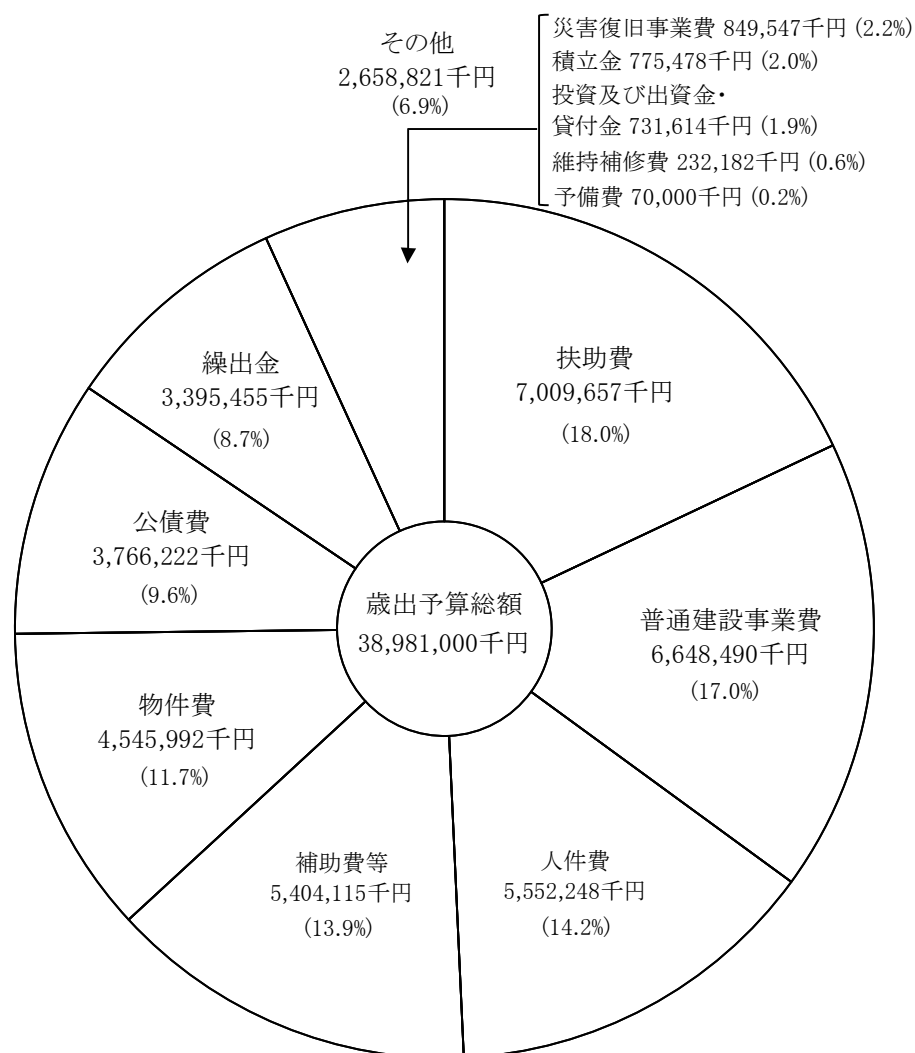 その他
2,658,821千円
(6.9%)
災害復旧事業費 849,547千円 (2.2%)
積立金 775,478千円 (2.0%)
投資及び出資金・
貸付金 731,614千円 (1.9%)
維持補修費 232,182千円 (0.6%)
予備費 70,000千円 (0.2%)
扶助費
7,009,657千円
(18.0%)
普通建設事業費
6,648,490千円
(17.0%)
人件費
5,552,248千円
(14.2%)
補助費等
5,404,115千円
(13.9%)
物件費
4,545,992千円
(11.7%)
公債費
3,766,222千円
(9.6%)
繰出金
3,395,455千円
(8.7%)
歳出予算総額
38,981,000千円